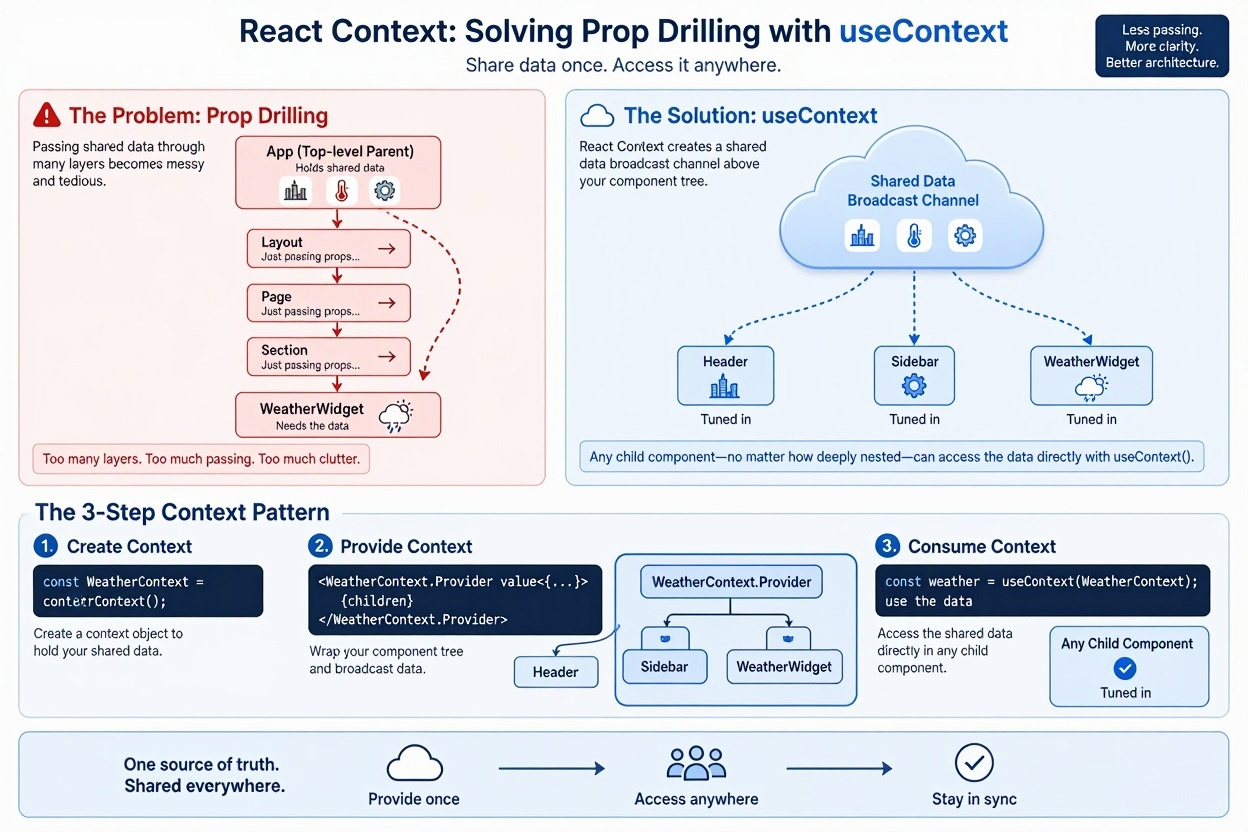 React Context: Solving Prop Drilling with useContext
Share data once. Access it anywhere.
Less passing.
More clarity.
Better architecture.
The Problem: Prop Drilling
Passing shared data through
many layers becomes messy
and tedious.
App (Top-level Parent)
Holds shared data
Layout
Just passing props...
Page
Just passing props...
Section
Just passing props...
WeatherWidget
Needs the data
Too many layers. Too much passing. Too much clutter.
The Solution: useContext
React Context creates a shared
data broadcast channel above
your component tree.
Shared Data
Broadcast Channel
Header
Tuned in
Sidebar
Tuned in
WeatherWidget
Tuned in
Any child component—no matter how deeply nested—can access the data directly with useContext().
The 3-Step Context Pattern
1. Create Context
const WeatherContext =
Context();
Create a context object to
hold your shared data.
2. Provide Context
<WeatherContext.Provider value<{...}>
{children}
</WeatherContext.Provider>
Wrap your component tree
and broadcast data.
Header
WeatherContext.Provider
Sidebar
WeatherWidget
3. Consume Context
const weather = useContext(WeatherContext);
use the data
Access the shared data
directly in any child
component.
Any Child Component
Tuned in
One source of truth.
Shared everywhere.
Provide once
Access anywhere
Stay in sync